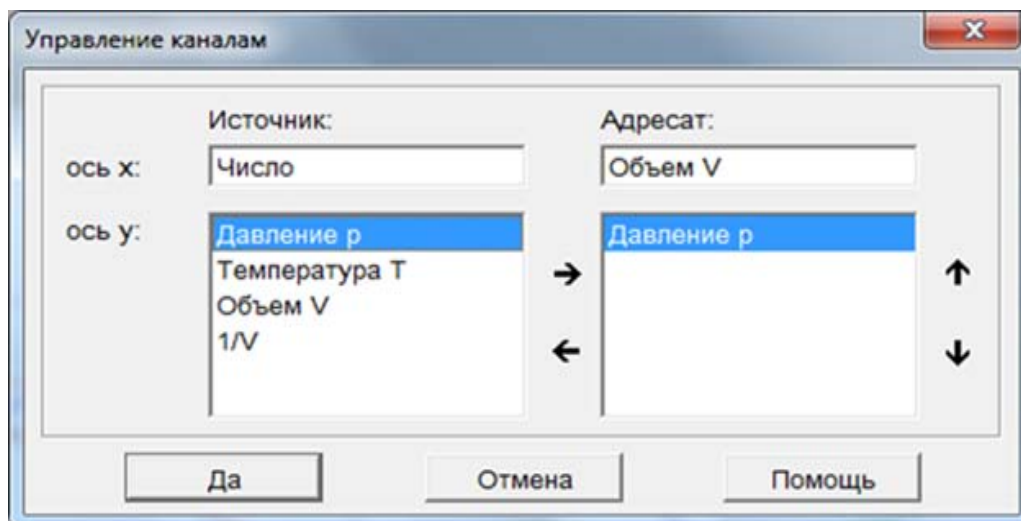 Управление каналам
Источник: Адресат:
ось x: Число Объем V
ось y: Давление p Давление p
Температура T
Объем V
1/V
Да Отмена Помощь